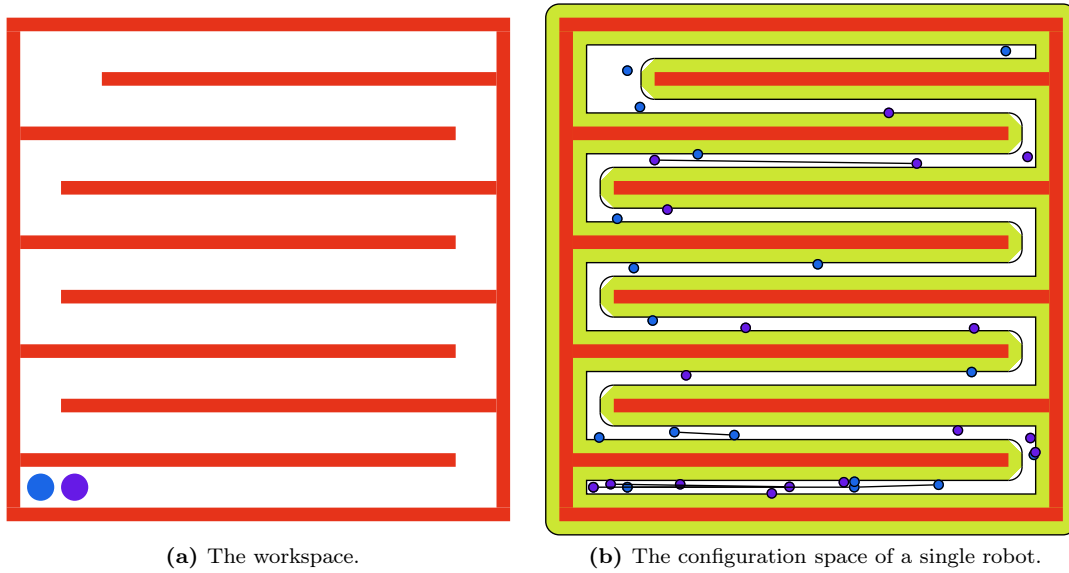 (a) The workspace.
(b) The configuration space of a single robot.